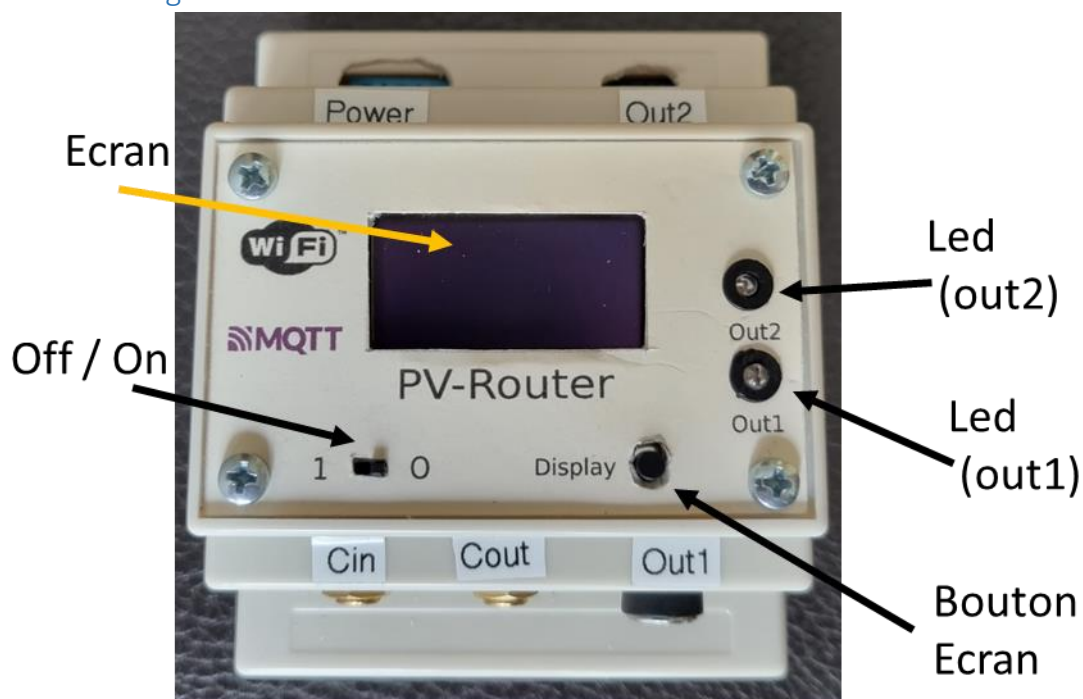 Power
Out2
Ecran
WiFi
Led
(out2)
MQTT
Out2
Off / On
PV-Router
Out1
Led
(out1)
1
0
Display
Cin
Cout
Out1
Bouton
Ecran